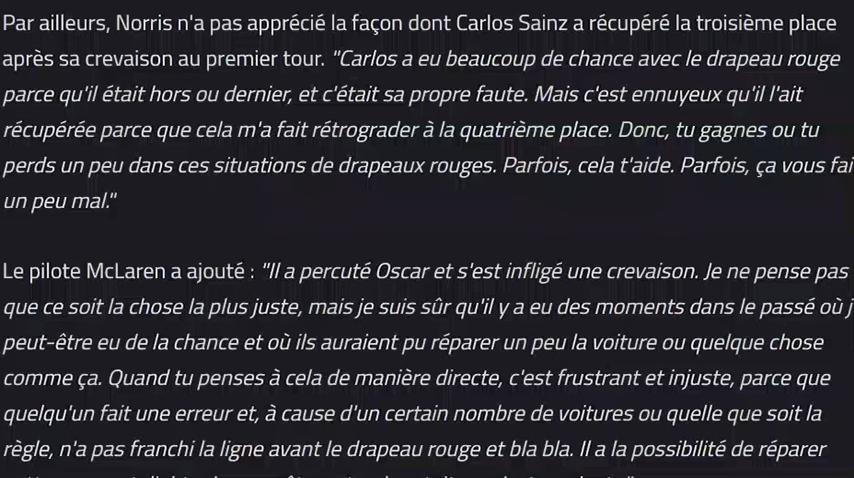 Par ailleurs, Norris n'a pas apprécié la façon dont Carlos Sainz a récupéré la troisième place
après sa crevaison au premier tour. "Carlos a eu beaucoup de chance avec le drapeau rouge
parce qu'il était hors ou dernier, et c'était sa propre faute. Mais c'est ennuyeux qu'il l'ait
récupérée parce que cela m'a fait rétrograder à la quatrième place. Donc, tu gagnes ou tu
perds un peu dans ces situations de drapeaux rouges. Parfois, cela t'aide. Parfois, ça vous fai
un peu mal."
Le pilote McLaren a ajouté : "Il a percuté Oscar et s'est infligé une crevaison. Je ne pense pas
que ce soit la chose la plus juste, mais je suis sûr qu'il y a eu des moments dans le passé où j
peut-être eu de la chance et où ils auraient pu réparer un peu la voiture ou quelque chose
comme ça. Quand tu penses à cela de manière directe, c'est frustrant et injuste, parce que
quelqu'un fait une erreur et, à cause d'un certain nombre de voitures ou quelle que soit la
règle, n'a pas franchi la ligne avant le drapeau rouge et bla bla. Il a la possibilité de réparer